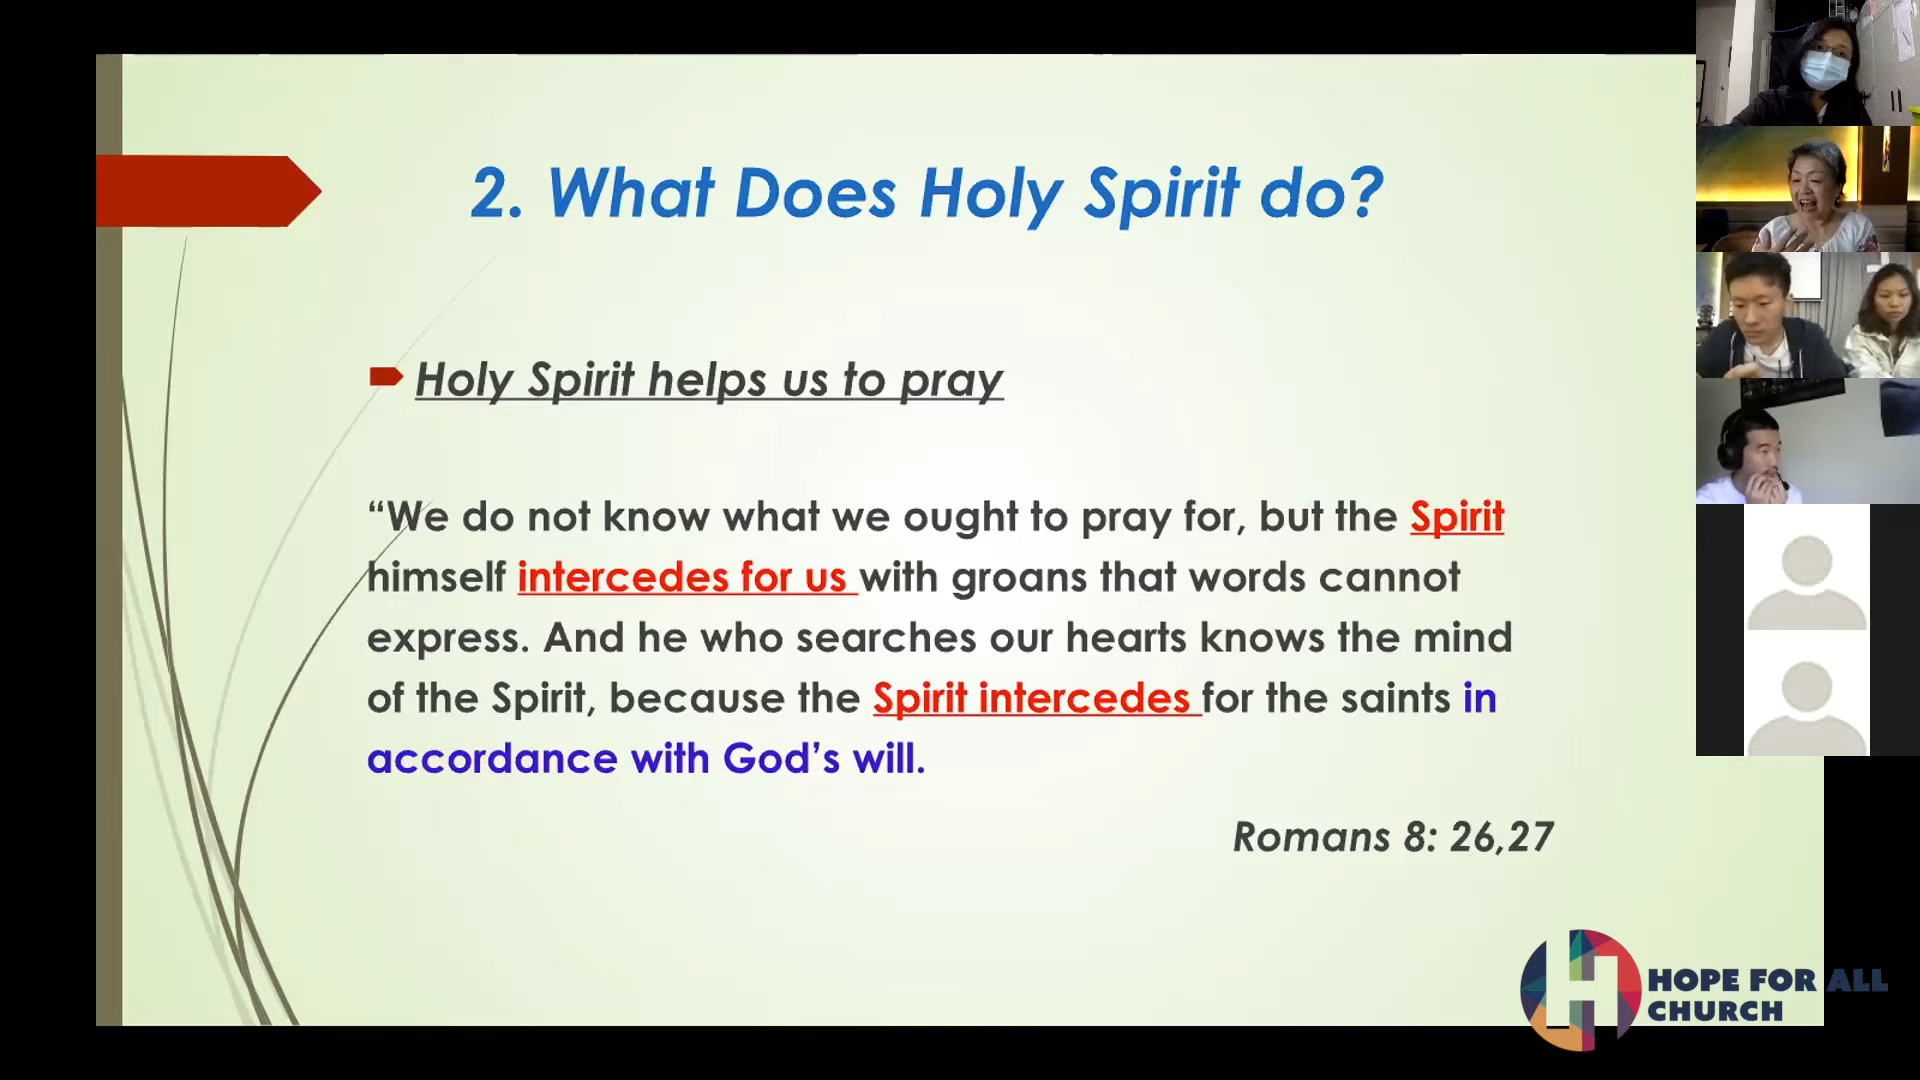 2. What Does Holy Spirit do?
Holy Spirit helps us to pray
“We do not know what we ought to pray for, but the Spirit
himself intercedes for us with groans that words cannot
express. And he who searches our hearts knows the mind
of the Spirit, because the Spirit intercedes for the saints in
accordance with God’s will.
Romans 8: 26,27
HOPE FOR ALL
CHURCH